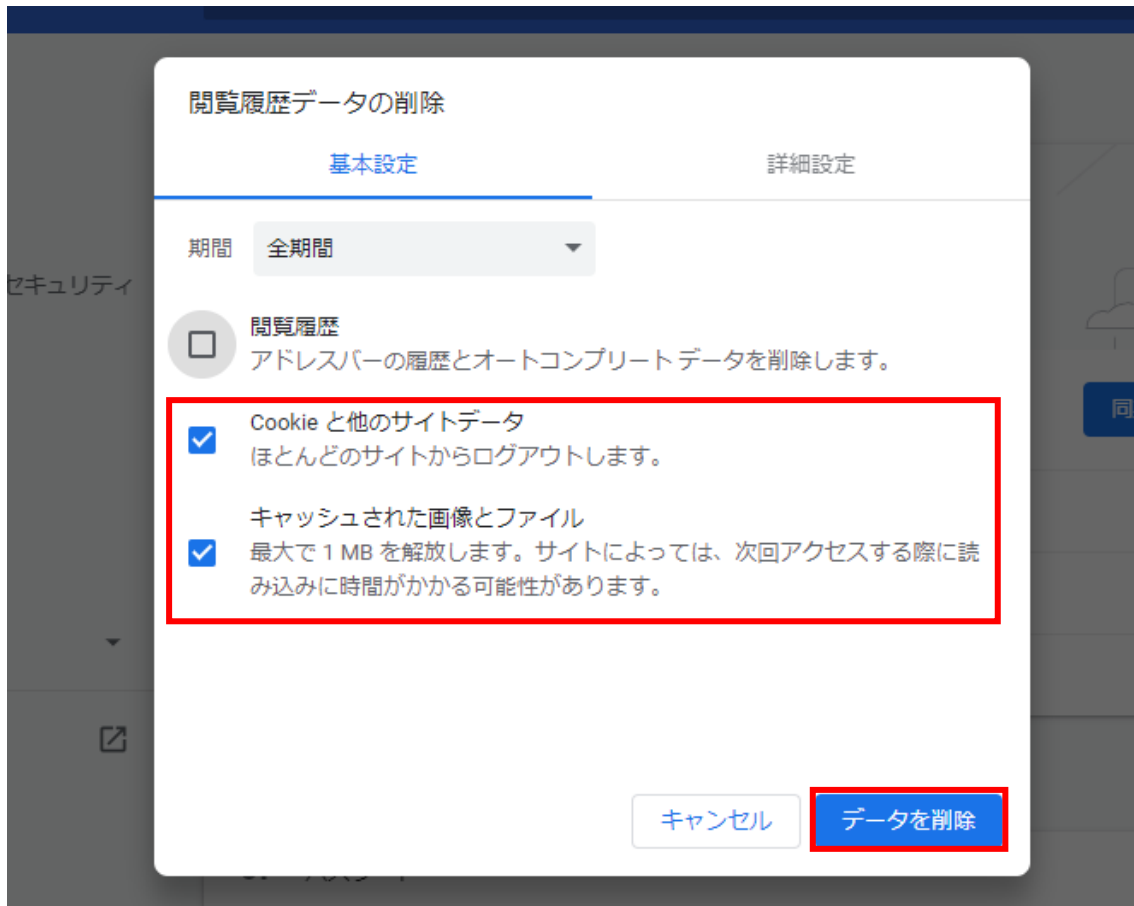 閲覧履歴データの削除
基本設定
詳細設定
期間
全期間
セキュリティ
閲覧履歴
アドレスバーの履歴とオートコンプリート データを削除します。
Cookie と他のサイトデータ
ほとんどのサイトからログアウトします。
同
キャッシュされた画像とファイル
最大で 1 MB を解放します。サイトによっては、次回アクセスする際に読
み込みに時間がかかる可能性があります。
キャンセル
データを削除